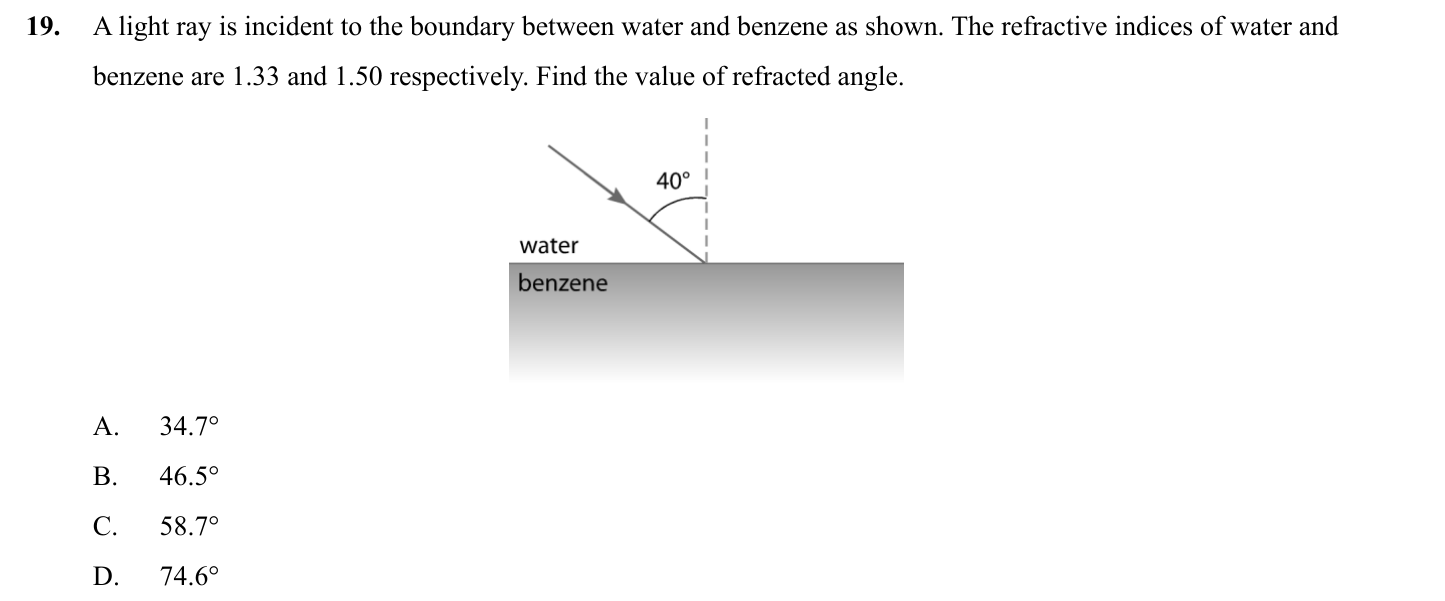 19. A light ray is incident to the boundary between water and benzene as shown. The refractive indices of water and
benzene are 1.33 and 1.50 respectively. Find the value of refracted angle.
40°
water
benzene
A. 34.7°
B. 46.5°
C. 58.7°
D. 74.6°